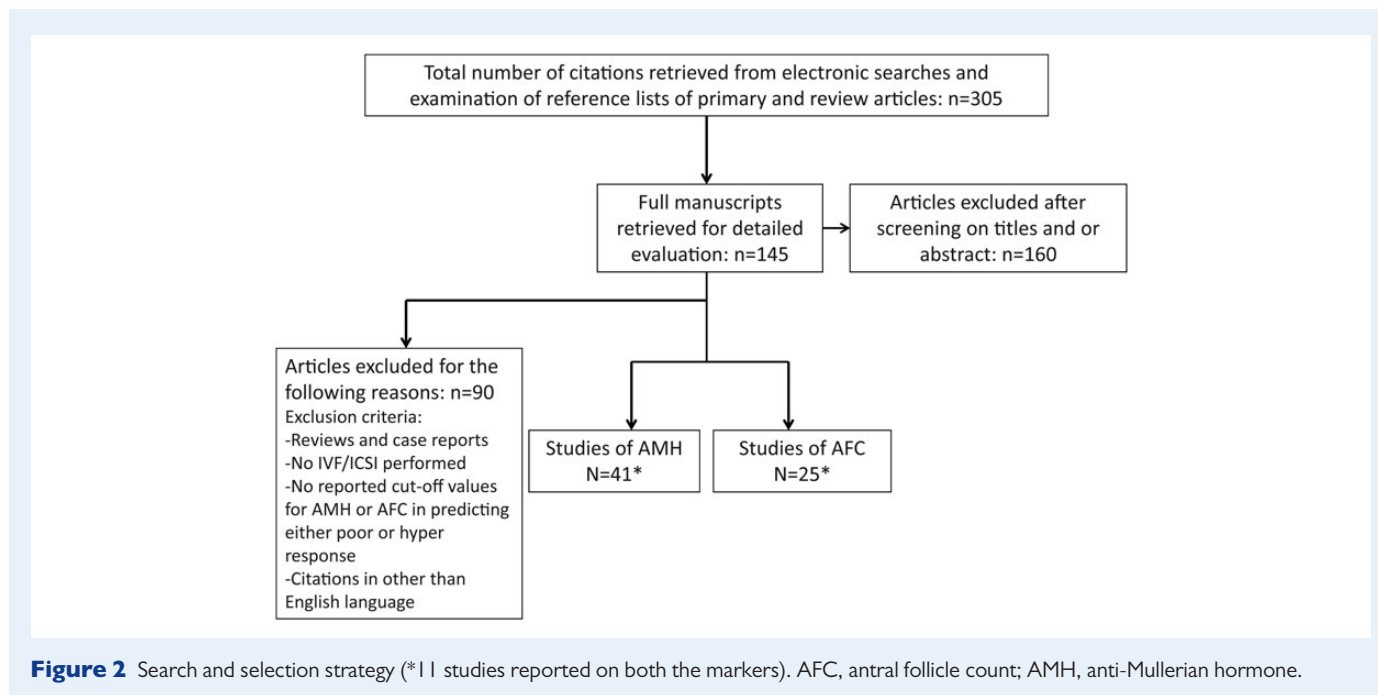 Total number of citations retrieved from electronic searches and
examination of reference lists of primary and review articles: n=305
Full manuscripts
retrieved for detailed
evaluation: n=145
Articles excluded after
screening on titles and or
abstract: n=160
Articles excluded for the
following reasons: n=90
Exclusion criteria:
-Reviews and case reports
-No IVF/ICSI performed
-No reported cut-off values
for AMH or AFC in predicting
either poor or hyper
response
-Citations in other than
English language
Studies of AMH
N=41*
Studies of AFC
N=25*
Figure 2 Search and selection strategy (*11 studies reported on both the markers). AFC, antral follicle count; AMH, anti-Mullerian hormone.